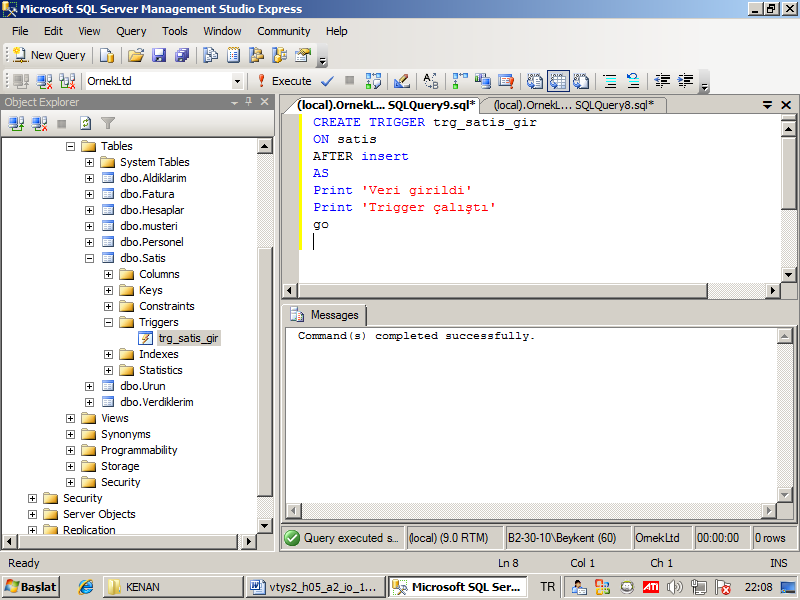 Microsoft SQL Server Management Studio Express
File Edit View Query Tools Window Community Help
New Query
OrnekLtd Execute
Object Explorer
(local).OrnekL... SQLQuery9.sql* (local).OrnekL... SQLQuery8.sql*
Tables
System Tables
dbo.Aldiklarim
dbo.Fatura
dbo.Hesaplar
dbo.musteri
dbo.Personel
dbo.Satis
Columns
Keys
Constraints
Triggers
trg_satis_gir
Indexes
Statistics
dbo.Urun
dbo.Verdiklerim
Views
Synonyms
Programmability
Storage
Security
Security
Server Objects
Replication
CREATE TRIGGER trg_satis_gir
ON satis
AFTER insert
AS
Print 'Veri girildi'
Print 'Trigger çalıştı'
go
Messages
Command(s) completed successfully.
Query executed s... (local) (9.0 RTM) B2-30-10\Beykent (60) OrnekLtd 00:00:00 0 rows
Ready Ln 8 Col 1 Ch 1 INS
Başlat KENAN vtys2_h05_a2_io_1... Microsoft SQL Ser... TR ATI 22:08